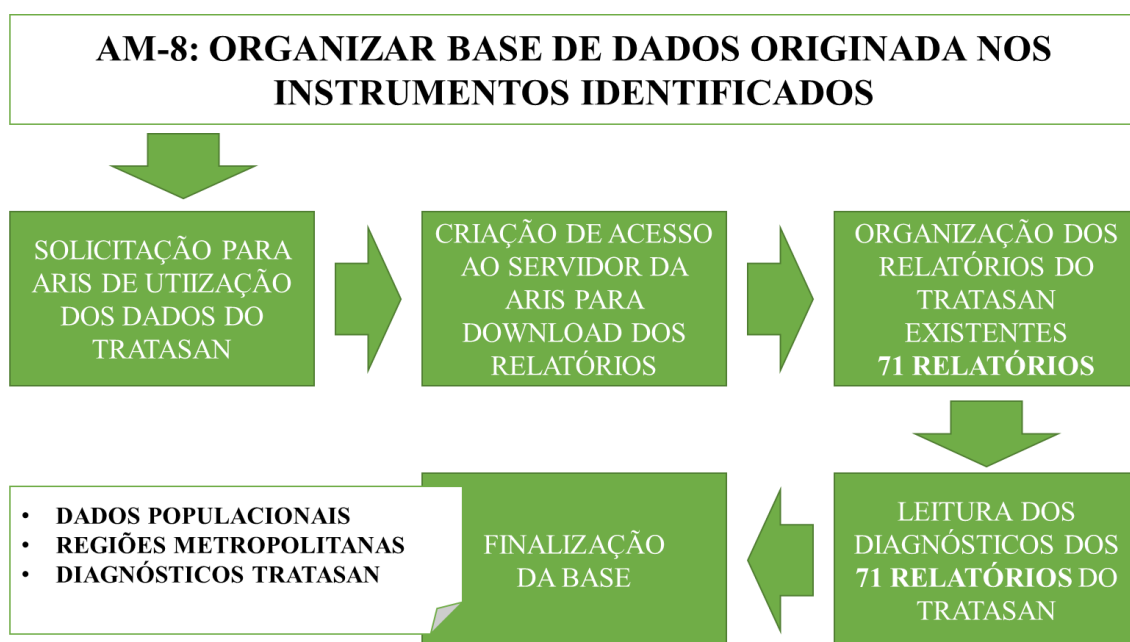 AM-8: ORGANIZAR BASE DE DADOS ORIGINADA NOS
INSTRUMENTOS IDENTIFICADOS
SOLICITAÇÃO PARA
ARIS DE UTIIZAÇÃO
DOS DADOS DO
TRATASAN
CRIAÇÃO DE ACESSO
AO SERVIDOR DA
ARIS PARA
DOWNLOAD DOS
RELATÓRIOS
ORGANIZAÇÃO DOS
RELATÓRIOS DO
TRATASAN
EXISTENTES
71 RELATÓRIOS
LEITURA DOS
DIAGNÓSTICOS DOS
71 RELATÓRIOS DO
TRATASAN
FINALIZAÇÃO
DA BASE
• DADOS POPULACIONAIS
• REGIÕES METROPOLITANAS
• DIAGNÓSTICOS TRATASAN